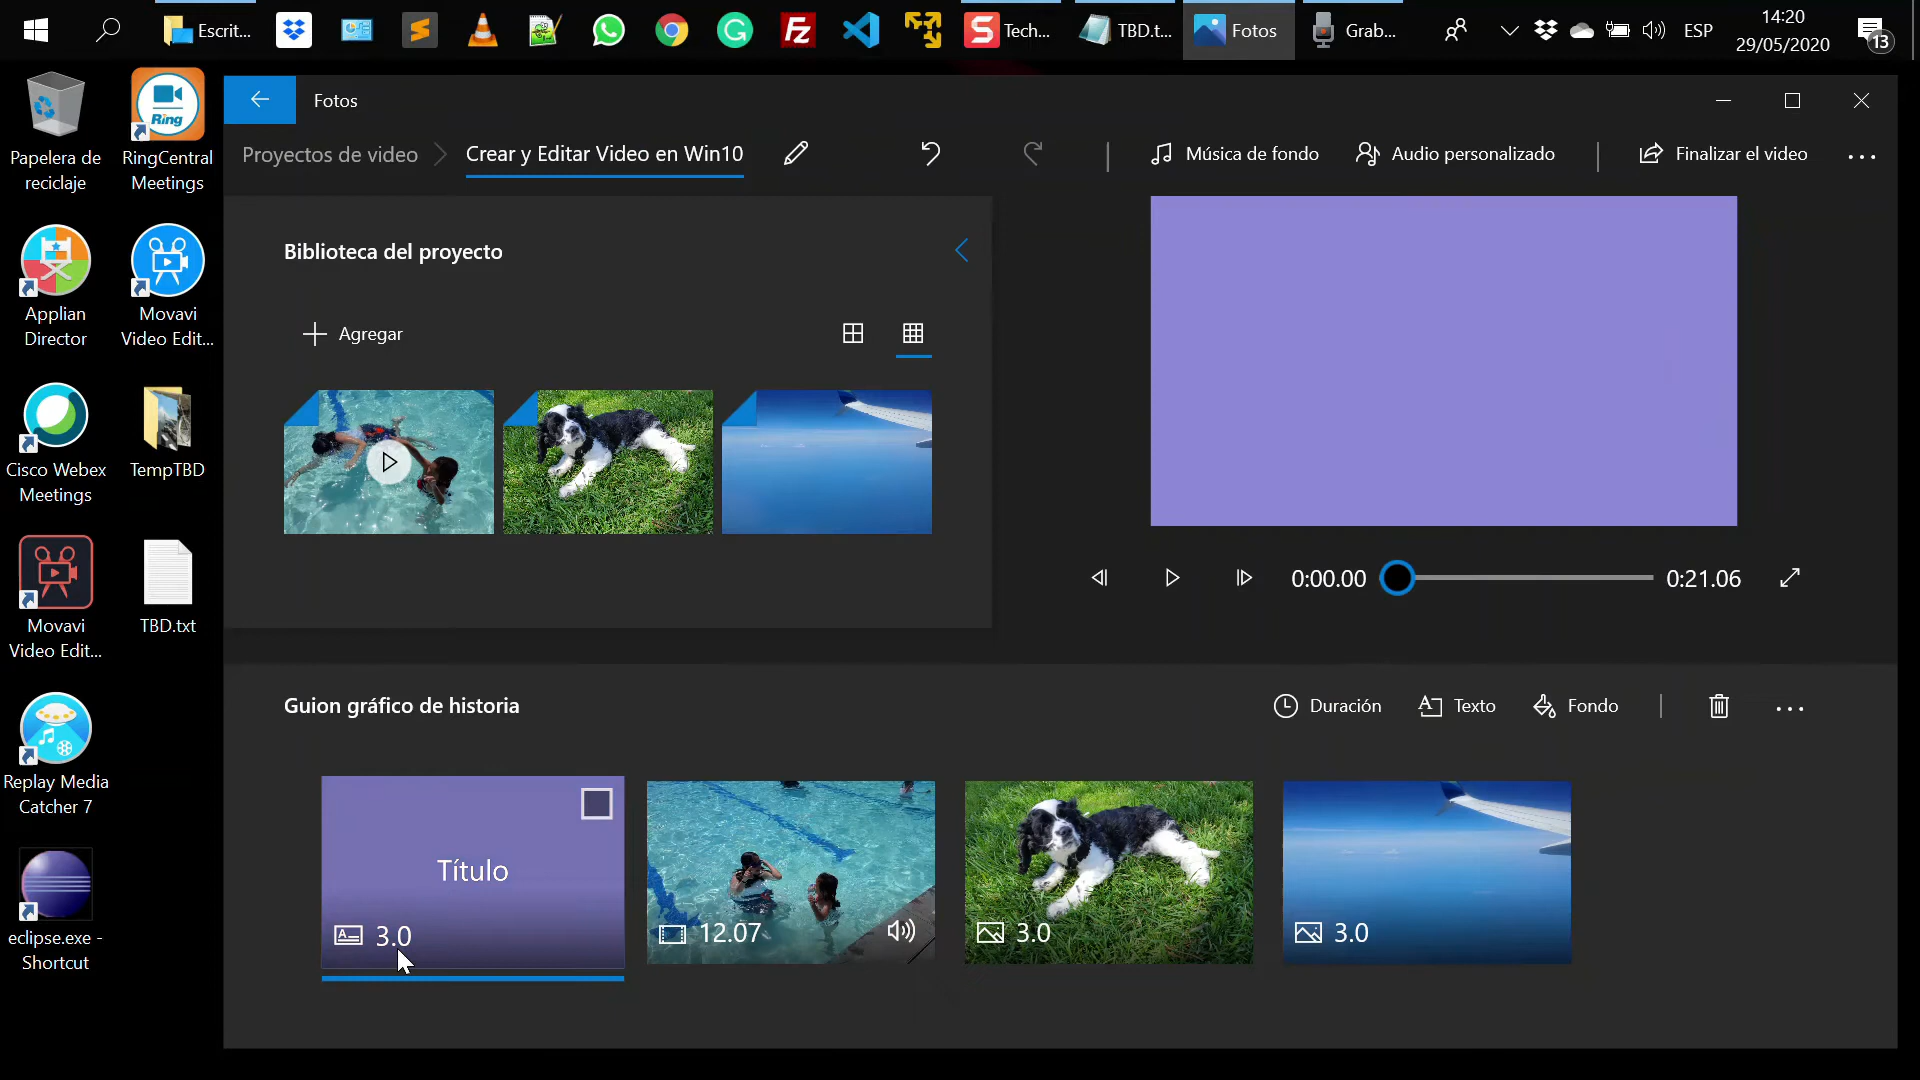 Escrit...
Tech...
TBD.t...
Fotos
Grab...
ESP
14:20
29/05/2020
13
Papelera de
reciclaje
Ring
RingCentral
Meetings
Applian
Director
Movavi
Video Edit...
Cisco Webex
Meetings
TempTBD
Movavi
Video Edit...
TBD.txt
Replay Media
Catcher 7
eclipse.exe -
Shortcut
Fotos
Proyectos de video
Crear y Editar Video en Win10
Música de fondo
Audio personalizado
Finalizar el video
Biblioteca del proyecto
Agregar
0:00.00
0:21.06
Guion gráfico de historia
Duración
Texto
Fondo
Título
3.0
12.07
3.0
3.0